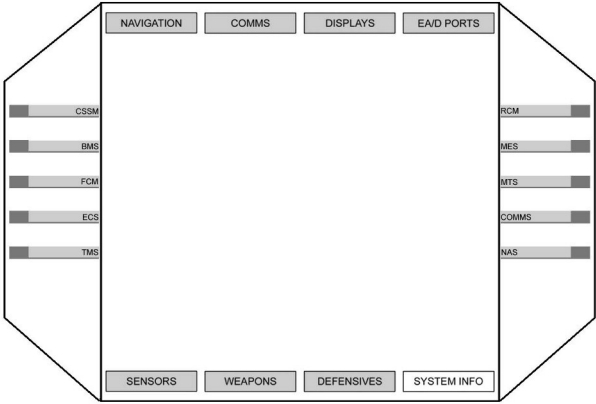 NAVIGATION COMMS DISPLAYS EA/D PORTS
CSSM RCM
BMS MES
FCM MTS
ECS COMMS
TMS NAS
SENSORS WEAPONS DEFENSIVES SYSTEM INFO